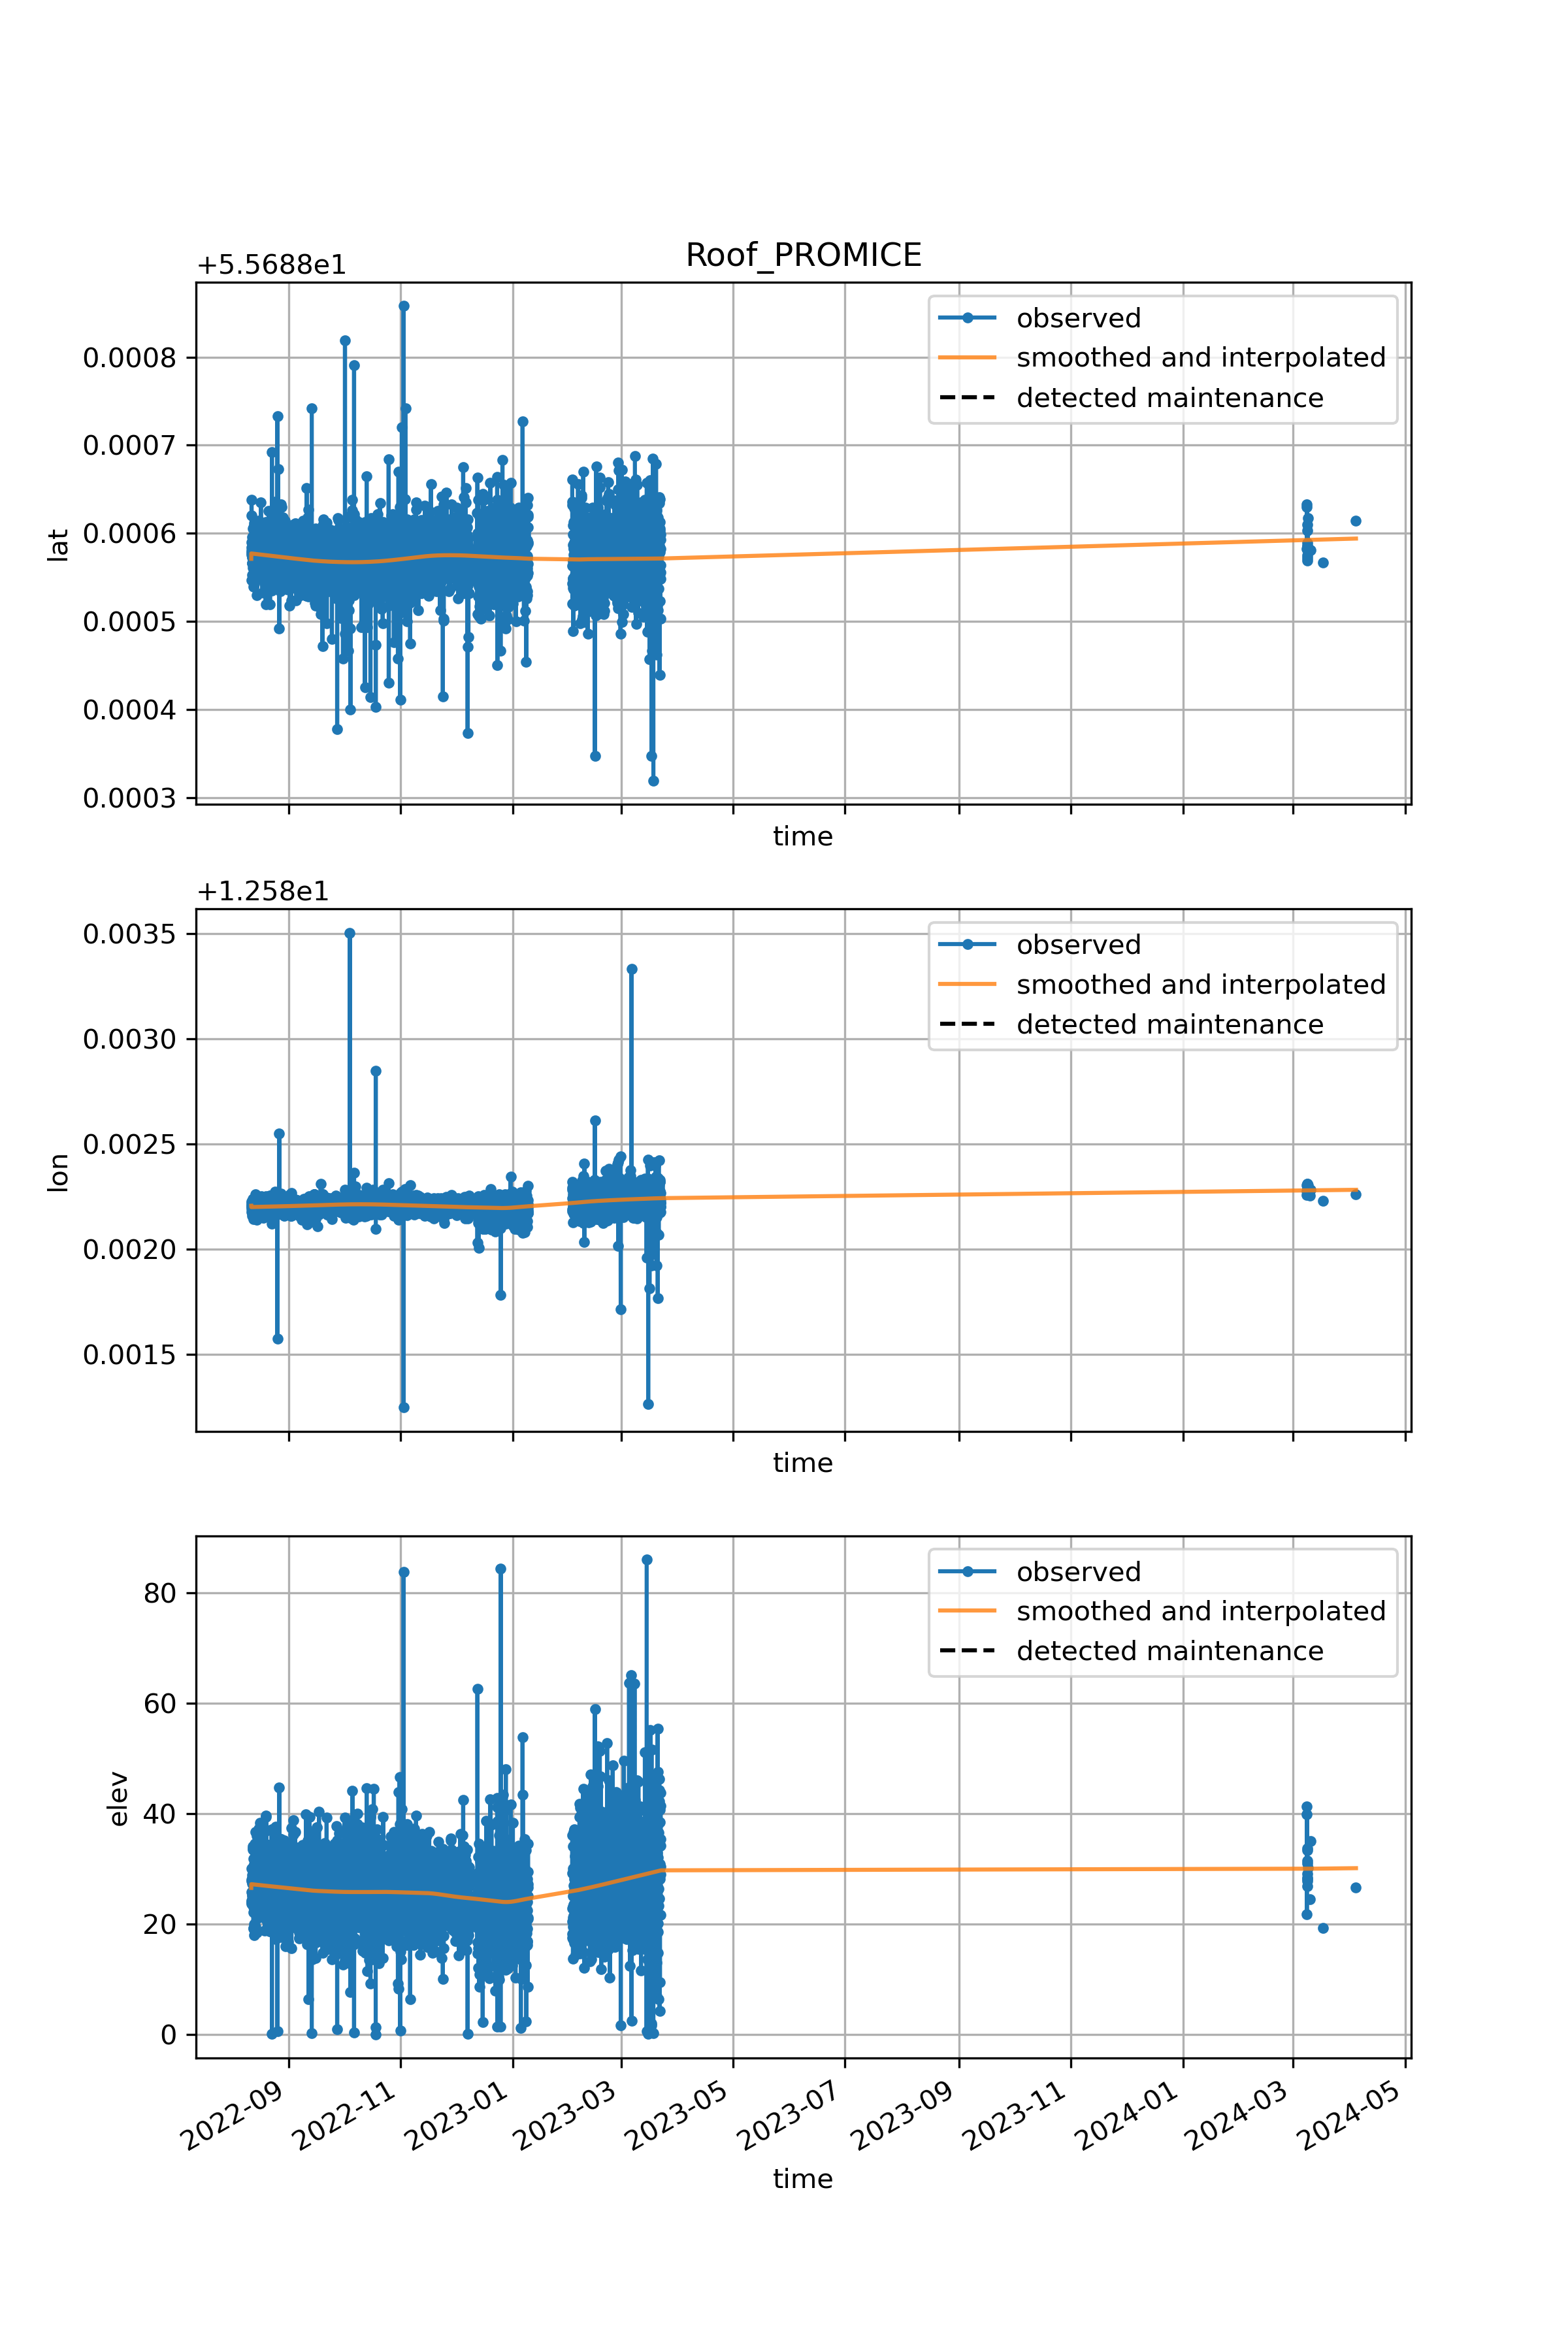 Roof_PROMICE
+5.5688e1
observed
smoothed and interpolated
detected maintenance
0.0008
0.0007
0.0006
0.0005
0.0004
0.0003
lat
time
+1.258e1
observed
smoothed and interpolated
detected maintenance
0.0035
0.0030
0.0025
0.0020
0.0015
lon
time
observed
smoothed and interpolated
detected maintenance
80
60
40
20
0
elev
2022-09
2022-11
2023-01
2023-03
2023-05
2023-07
2023-09
2023-11
2024-01
2024-03
2024-05
time